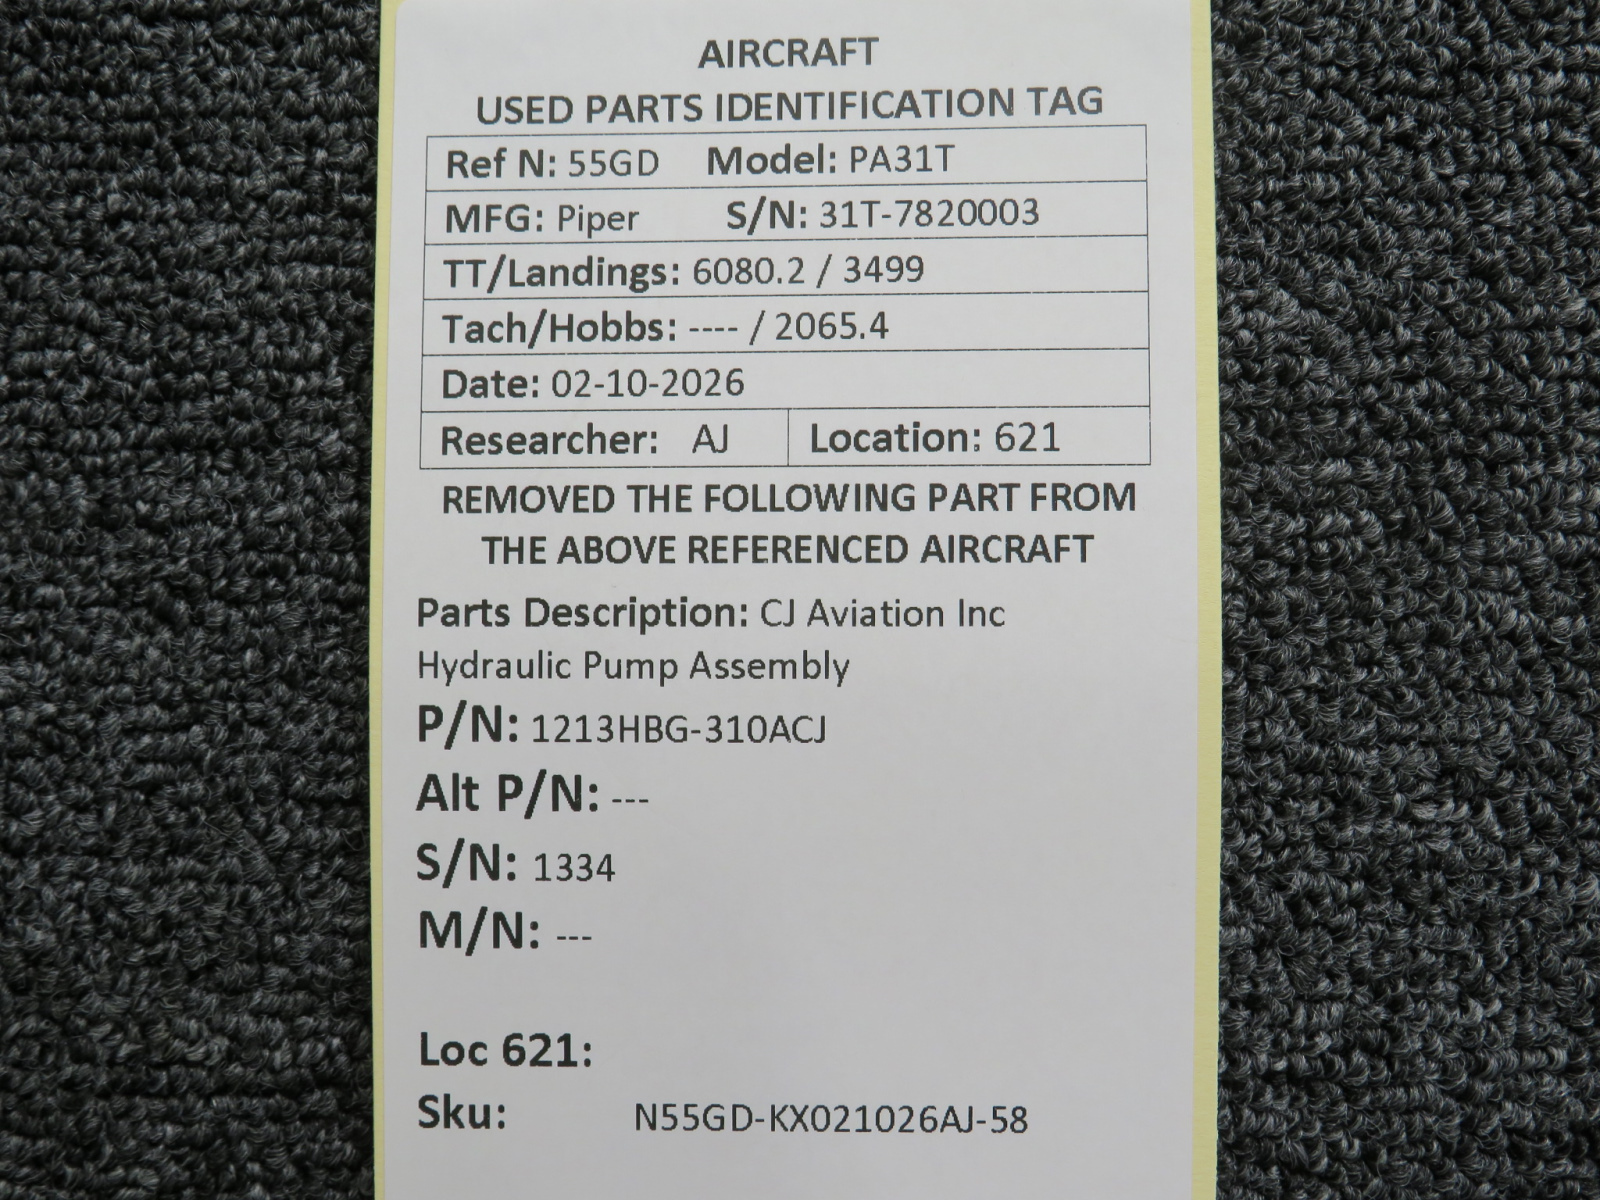 AIRCRAFT
USED PARTS IDENTIFICATION TAG
Ref N: 55GD Model: PA31T
MFG: Piper S/N: 31T-7820003
TT/Landings: 6080.2 / 3499
Tach/Hobbs: ---- / 2065.4
Date: 02-10-2026
Researcher: AJ Location: 621
REMOVED THE FOLLOWING PART FROM
THE ABOVE REFERENCED AIRCRAFT
Parts Description: CJ Aviation Inc
Hydraulic Pump Assembly
P/N: 1213HBG-310ACJ
Alt P/N: ---
S/N: 1334
M/N: ---
Loc 621:
Sku: N55GD-KX021026AJ-58